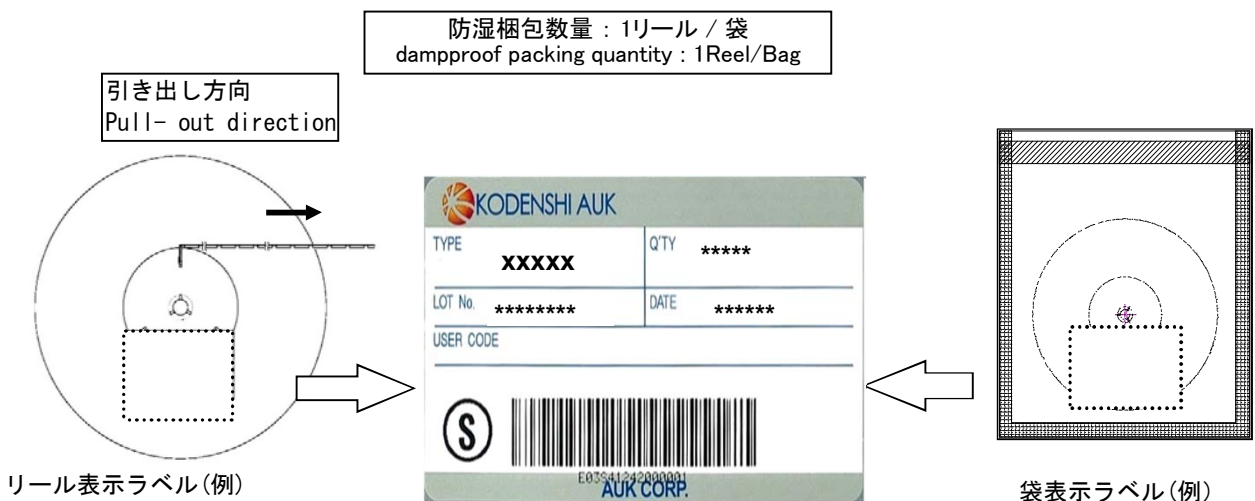 防湿梱包数量 : 1リール / 袋
dampproof packing quantity : 1Reel/Bag
引き出し方向
Pull- out direction
KODENSHI AUK
TYPE
XXXXX
Q'TY
*****
LOT No.
********
DATE
******
USER CODE
S
E03S41242000001
AUK CORP.
リール表示ラベル(例)
袋表示ラベル(例)